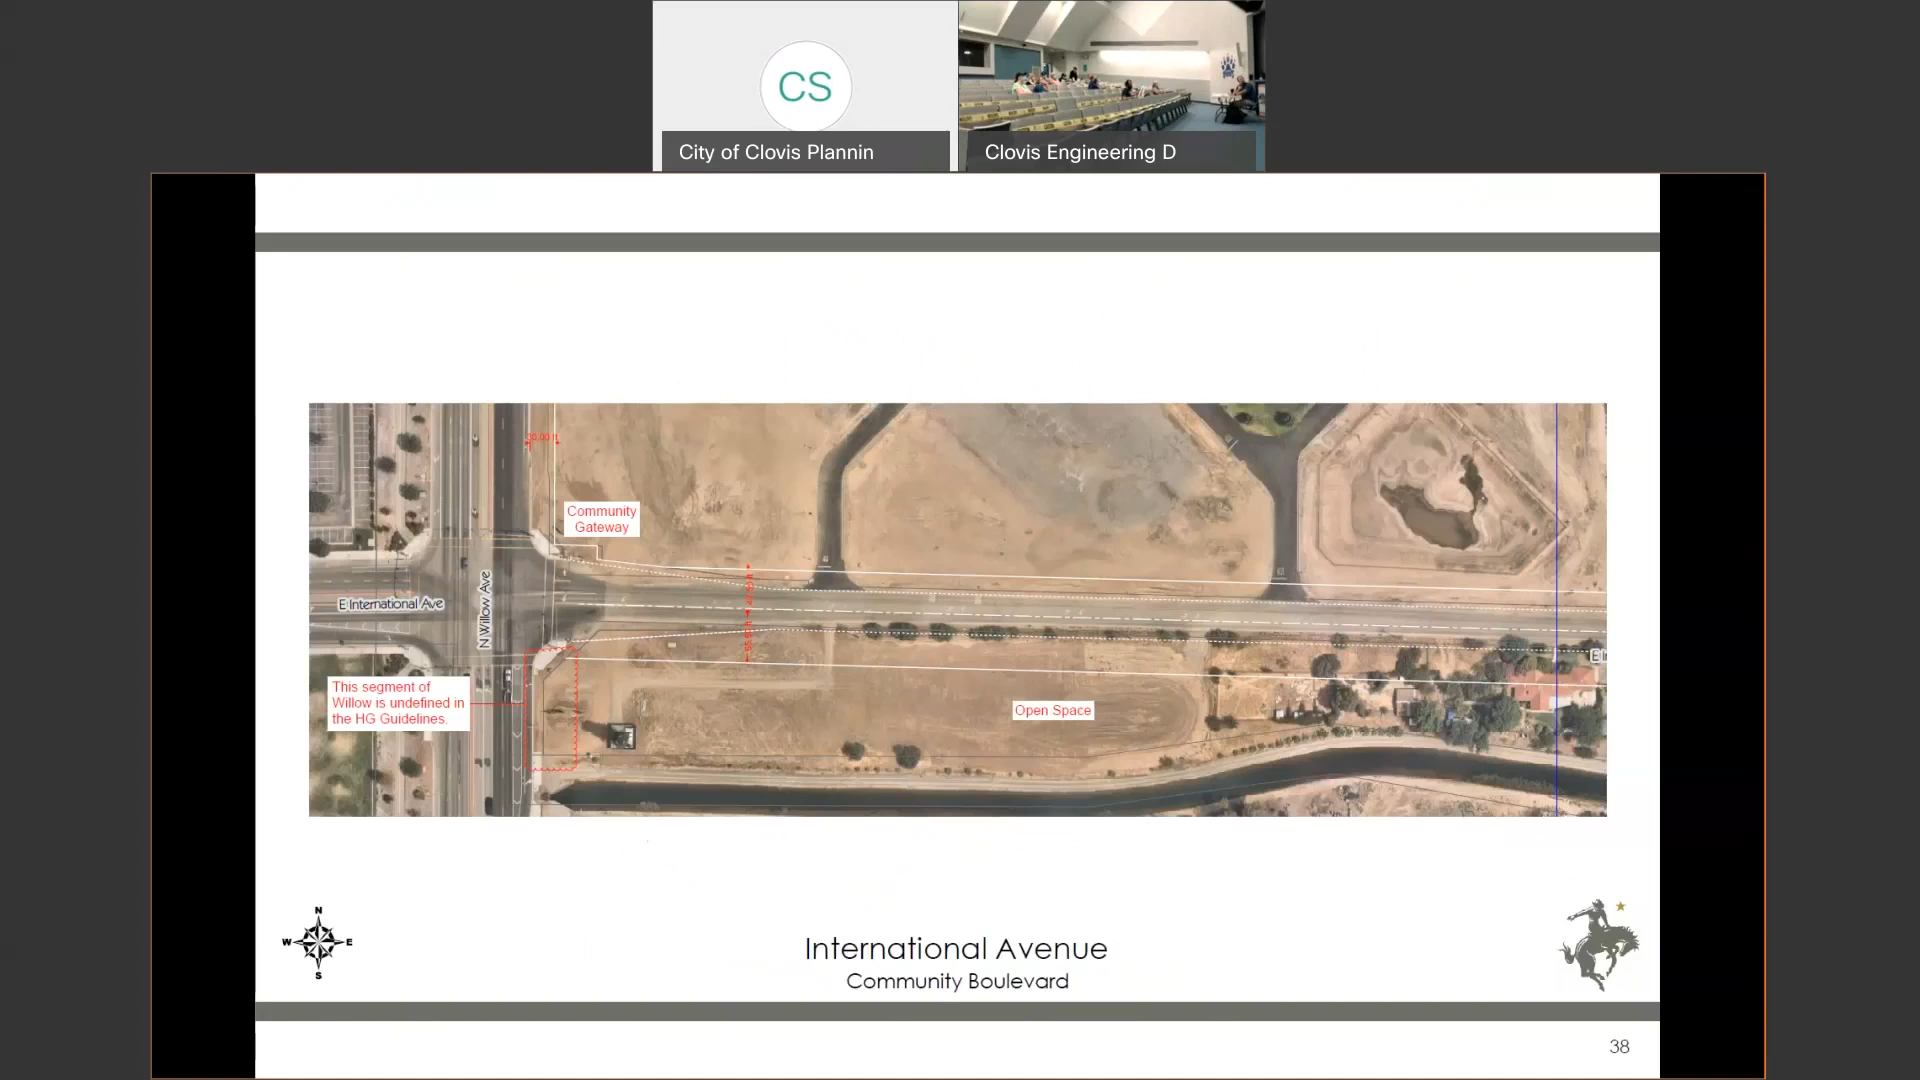 CS
City of Clovis Plannin
Clovis Engineering D
Community
Gateway
E International Ave
N Willow Ave
This segment of
Willow is undefined in
the HG Guidelines.
Open Space
N
W
E
S
International Avenue
Community Boulevard
38